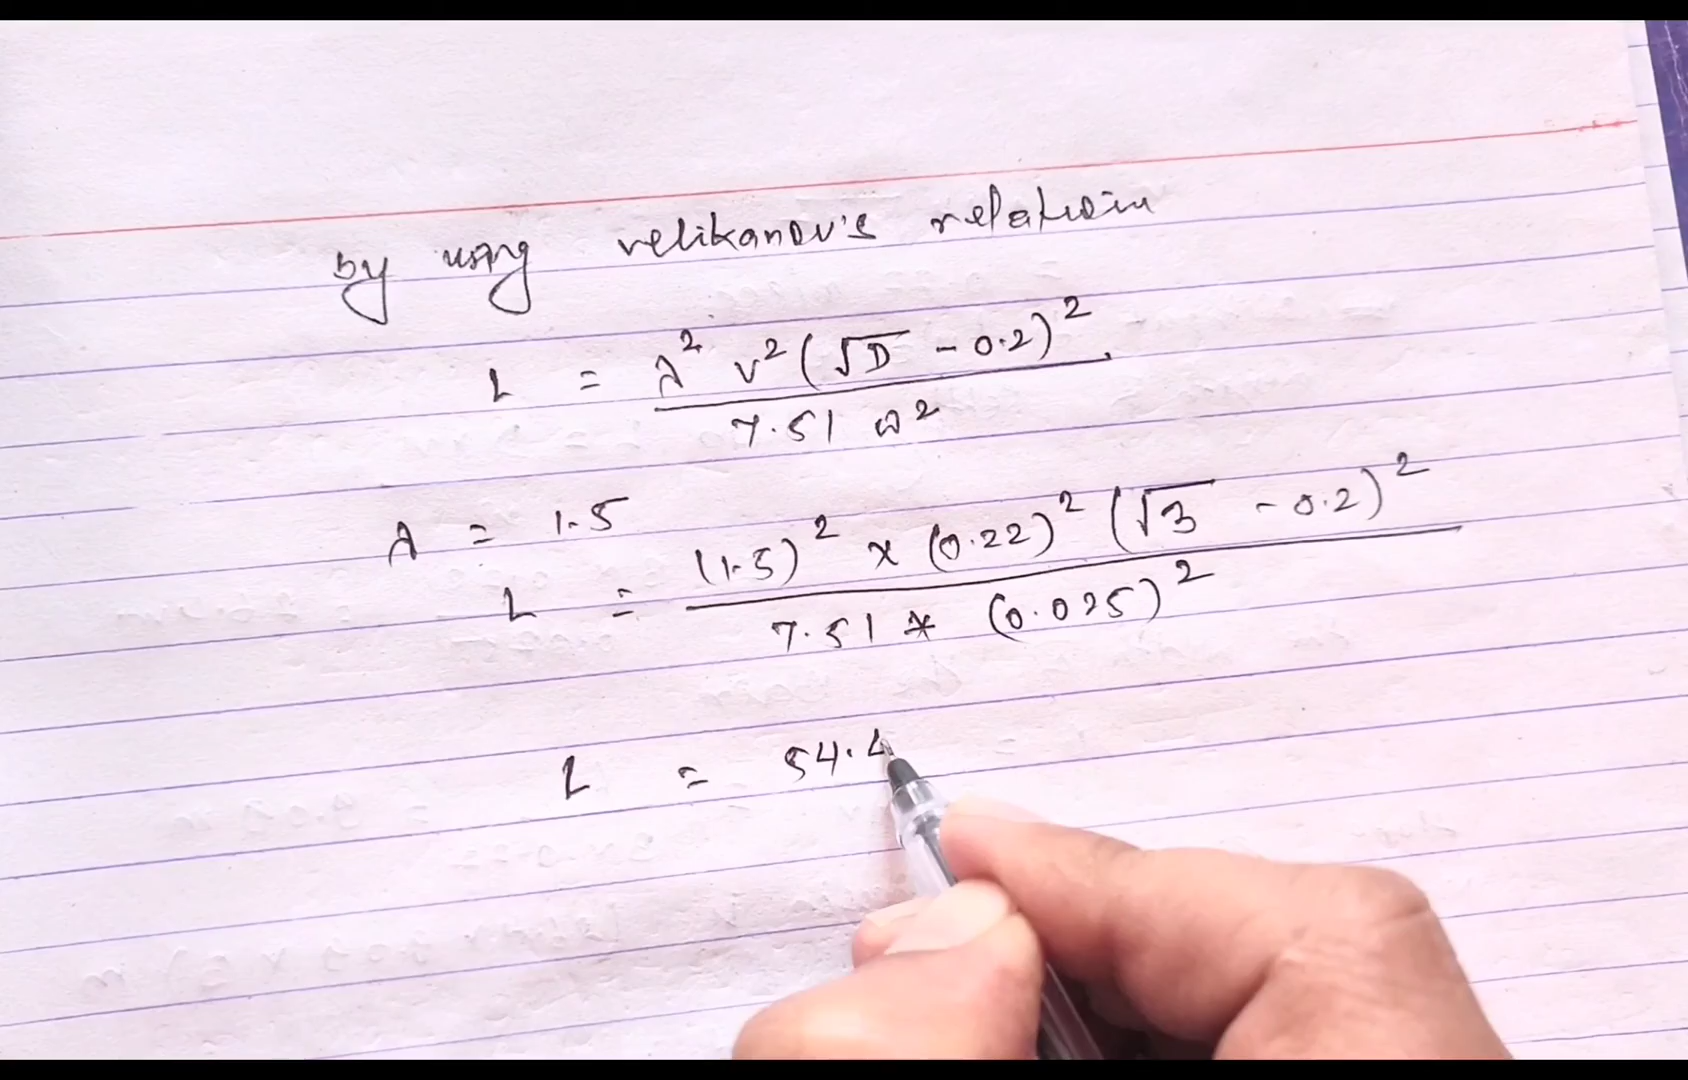 by using velikanov's relation
L = λ² v² (√D - 0.2)² / 7.51 ω²
λ = 1.5
L = (1.5)² x (0.22)² (√3 - 0.2)² / 7.51 * (0.025)²
L = 54.4